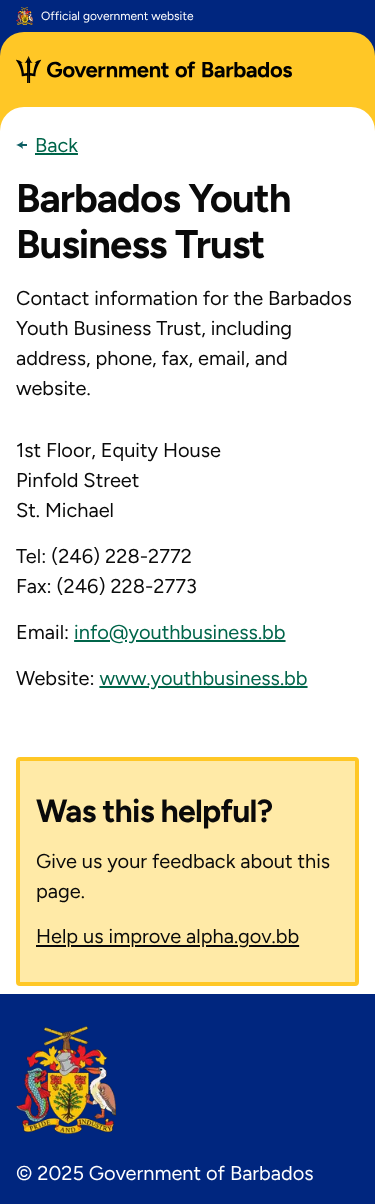 Official government website
Government of Barbados
Back
Barbados Youth
Business Trust
Contact information for the Barbados
Youth Business Trust, including
address, phone, fax, email, and
website.
1st Floor, Equity House
Pinfold Street
St. Michael
Tel: (246) 228-2772
Fax: (246) 228-2773
Email: info@youthbusiness.bb
Website: www.youthbusiness.bb
Was this helpful?
Give us your feedback about this
page.
Help us improve alpha.gov.bb
PRIDE AND INDUSTRY
© 2025 Government of Barbados